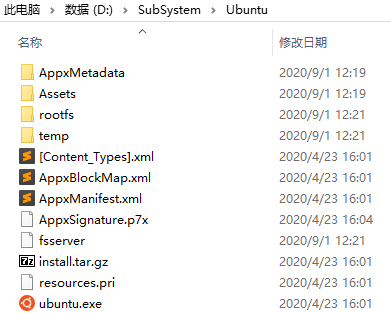 此电脑 > 数据 (D:) > SubSystem > Ubuntu
名称 修改日期
AppxMetadata 2020/9/1 12:19
Assets 2020/9/1 12:19
rootfs 2020/9/1 12:21
temp 2020/9/1 12:21
[Content_Types].xml 2020/4/23 16:01
AppxBlockMap.xml 2020/4/23 16:01
AppxManifest.xml 2020/4/23 16:01
AppxSignature.p7x 2020/4/23 16:04
fsserver 2020/9/1 12:21
install.tar.gz 2020/4/23 16:01
resources.pri 2020/4/23 16:01
ubuntu.exe 2020/4/23 16:01